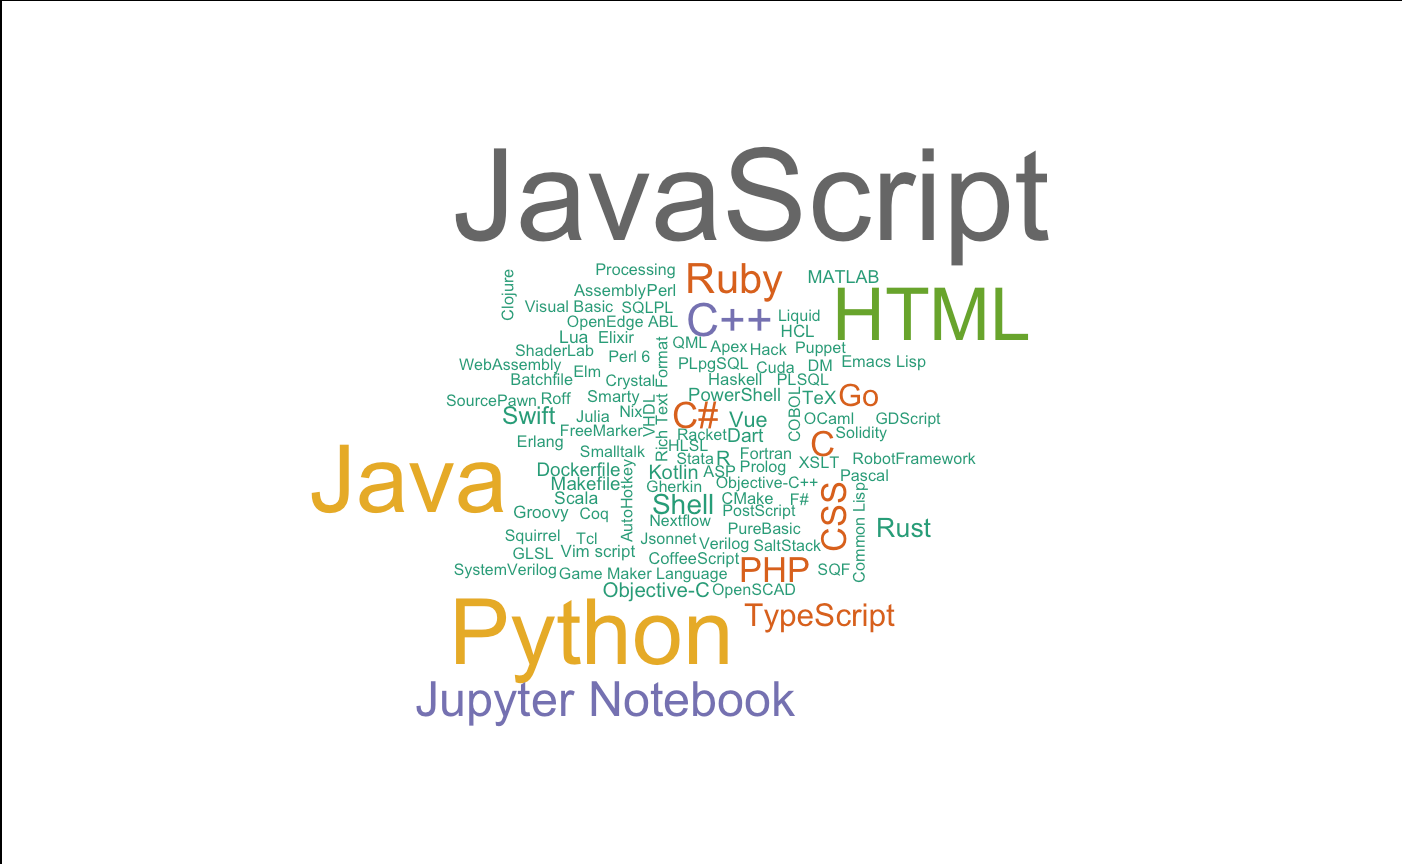 JavaScript
Processing
Ruby
MATLAB
Clojure
Assembly
Perl
HTML
Visual Basic
SQLPL
C++
Liquid
OpenEdge ABL
HCL
Lua
Elixir
QML
Apex
Hack
Puppet
ShaderLab
Perl 6
Rich Text Format
PLpgSQL
Cuda
DM
Emacs Lisp
WebAssembly
Elm
Batchfile
Crystal
Haskell
PLSQL
SourcePawn
Roff
Smarty
PowerShell
COBOL
TeX
Go
Swift
Julia
Nix
VHDL
C#
Vue
OCaml
GDScript
FreeMarker
Racket
Dart
C
Solidity
Erlang
Smalltalk
HLSL
Stata
R
Fortran
XSLT
RobotFramework
Java
Dockerfile
AutoHotkey
Kotlin
ASP
Prolog
Pascal
Makefile
Gherkin
Objective-C++
Scala
Shell
CMake
F#
CSS
Common Lisp
Groovy
Coq
PostScript
Nextflow
Rust
Squirrel
Tcl
Jsonnet
PureBasic
Verilog
SaltStack
GLSL
Vim script
CoffeeScript
SystemVerilog
Game Maker Language
PHP
SQF
Objective-C
OpenSCAD
Python
TypeScript
Jupyter Notebook